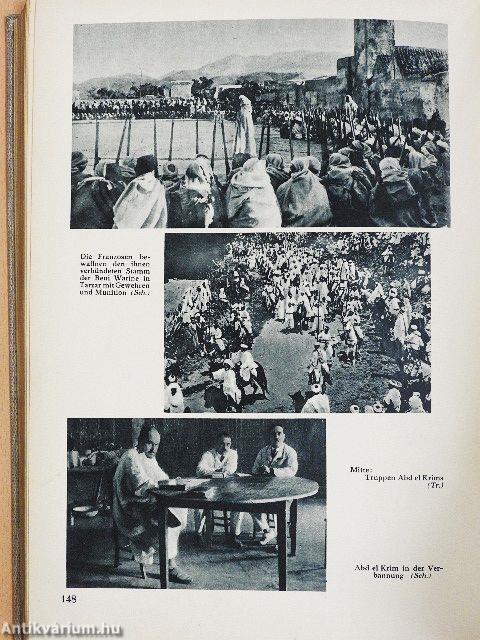 Die Franzosen be-
waffnen den ihnen
verbündeten Stamm
der Beni Warine in
Tarzar mit Gewehren
und Munition (Sch.)
Mitte:
Truppen Abd el Krims
(Tr.)
Abd el Krim in der Ver-
bannung (Sch.)
148
Antikvárium.hu